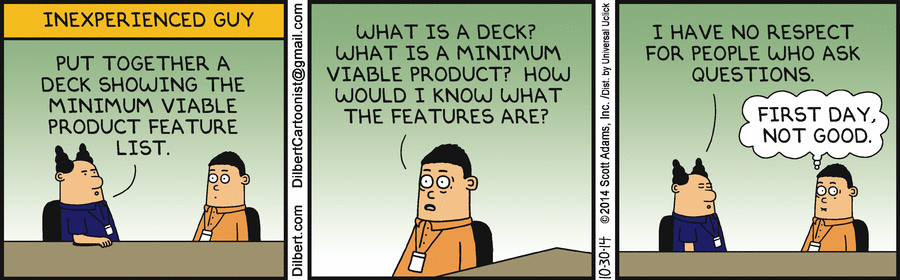 INEXPERIENCED GUY
PUT TOGETHER A
DECK SHOWING THE
MINIMUM VIABLE
PRODUCT FEATURE
LIST.
Dilbert.com DilbertCartoonist@gmail.com
WHAT IS A DECK?
WHAT IS A MINIMUM
VIABLE PRODUCT? HOW
WOULD I KNOW WHAT
THE FEATURES ARE?
10-30-14 © 2014 Scott Adams, Inc. /Dist. by Universal Uclick
I HAVE NO RESPECT
FOR PEOPLE WHO ASK
QUESTIONS.
FIRST DAY,
NOT GOOD.